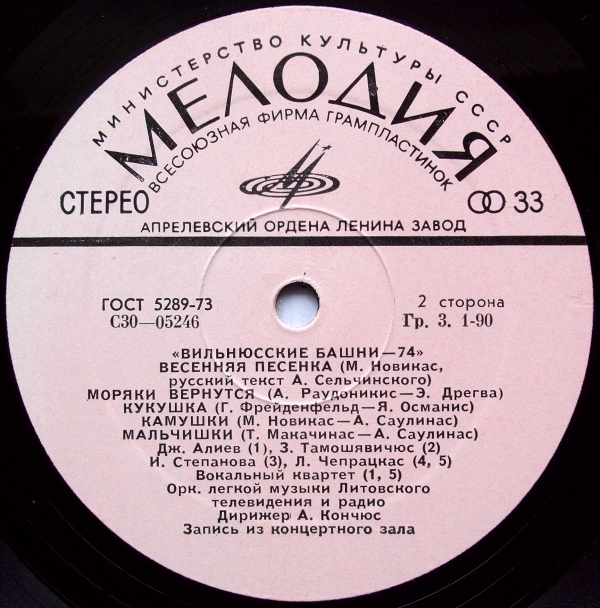 МИНИСТЕРСТВО КУЛЬТУРЫ СССР
МЕЛОДИЯ
ВСЕСОЮЗНАЯ ФИРМА ГРАМПЛАСТИНОК
СТЕРЕО
33
АПРЕЛЕВСКИЙ ОРДЕНА ЛЕНИНА ЗАВОД
ГОСТ 5289-73
2 сторона
С30—05246
Гр. 3. 1-90
«ВИЛЬНЮССКИЕ БАШНИ—74»
ВЕСЕННЯЯ ПЕСЕНКА (М. Новикас,
русский текст А. Сельчинского)
МОРЯКИ ВЕРНУТСЯ (А. Раудоникис—Э. Дрегва)
КУКУШКА (Г. Фрейденфельд—Я. Османис)
КАМУШКИ (М. Новикас—А. Саулинас)
МАЛЬЧИШКИ (Т. Макачинас—А. Саулинас)
Дж. Алиев (1), З. Тамошявичюс (2)
И. Степанова (3), Л. Чепрацкас (4, 5)
Вокальный квартет (1, 5)
Орк. легкой музыки Литовского
телевидения и радио
Дирижер А. Кончюс
Запись из концертного зала